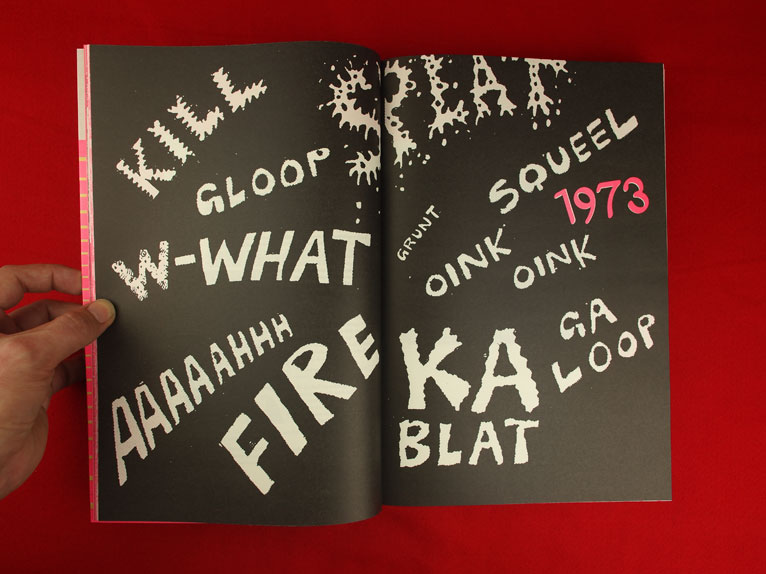 KILL
SPLAT
GLOOP
W-WHAT
AAAAAHHH
FIRE
SQUEEL
1973
GRUNT
OINK OINK
KA
BLAT
GA
LOOP